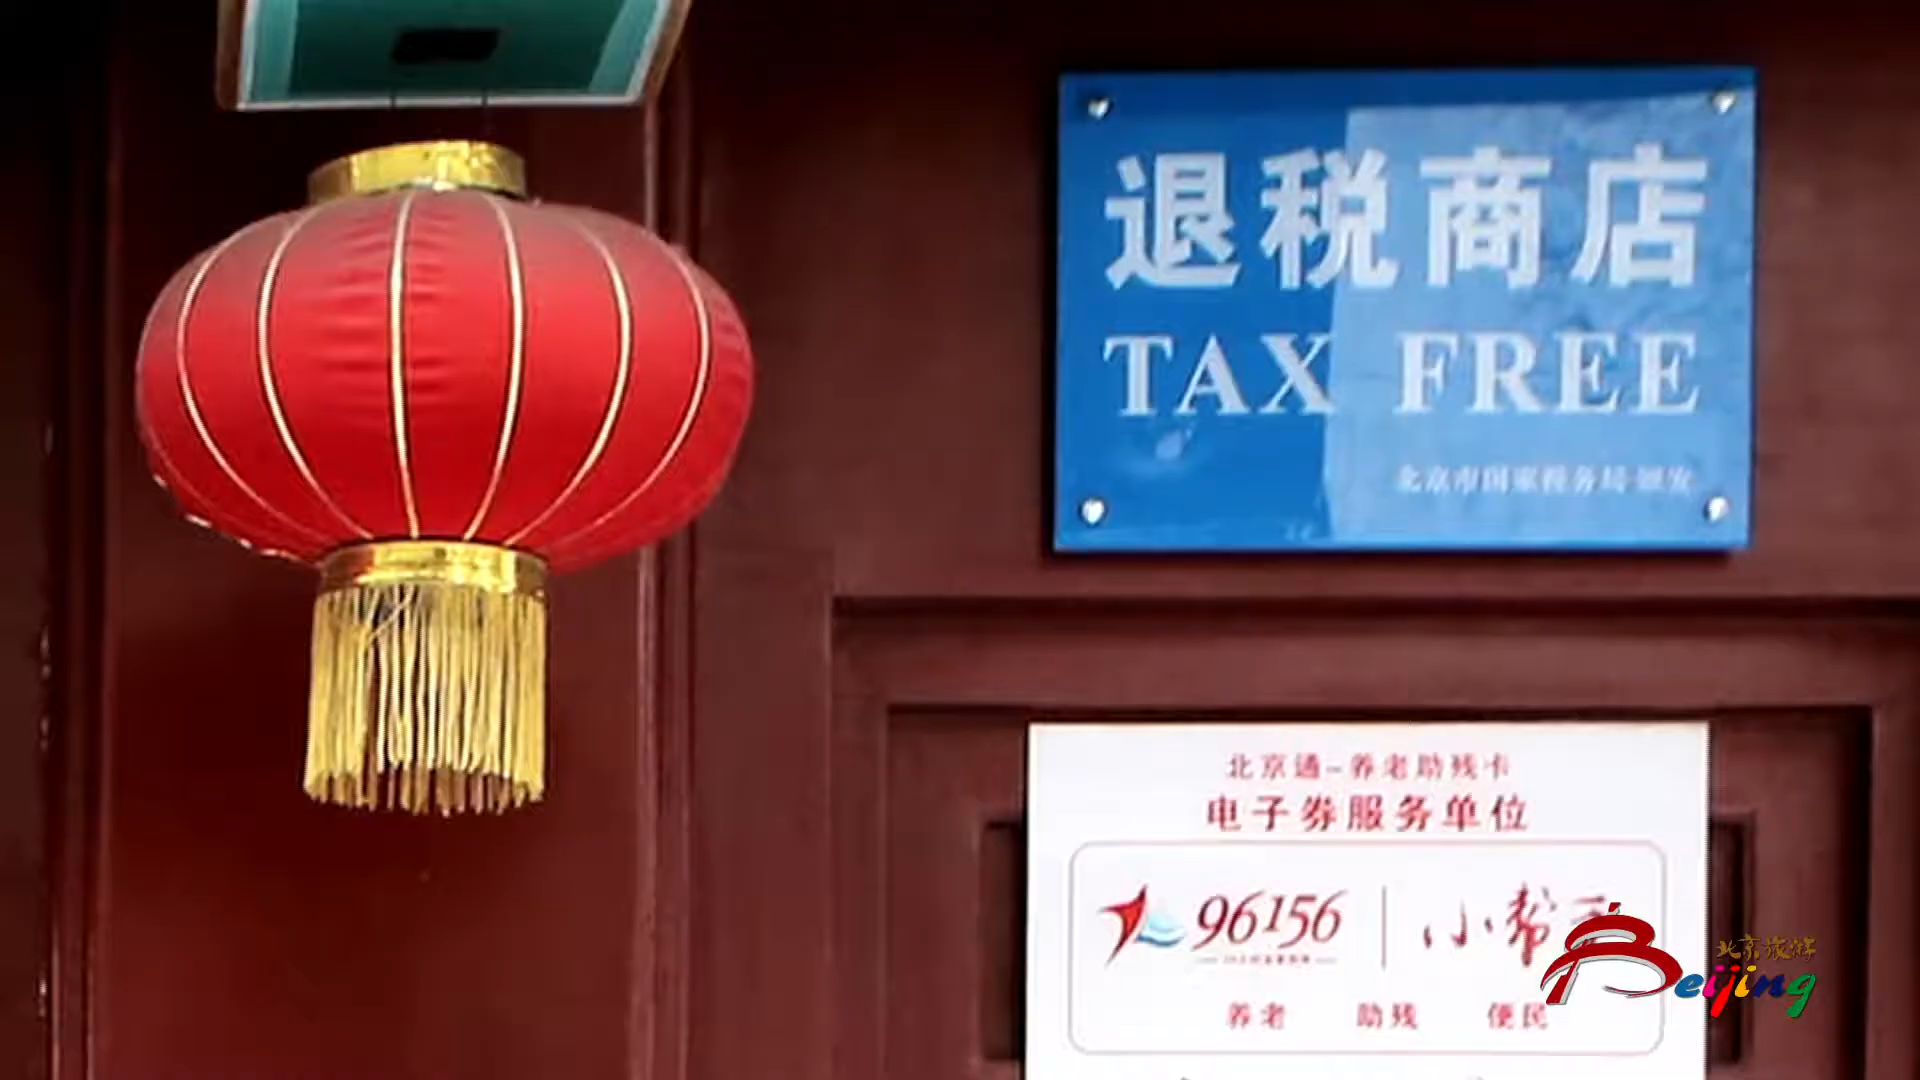 退税商店
TAX FREE
北京市国家税务局 颁发
北京通-养老助残卡
电子券服务单位
96156
小帮
养老 助残 便民
北京旅游
Beijing